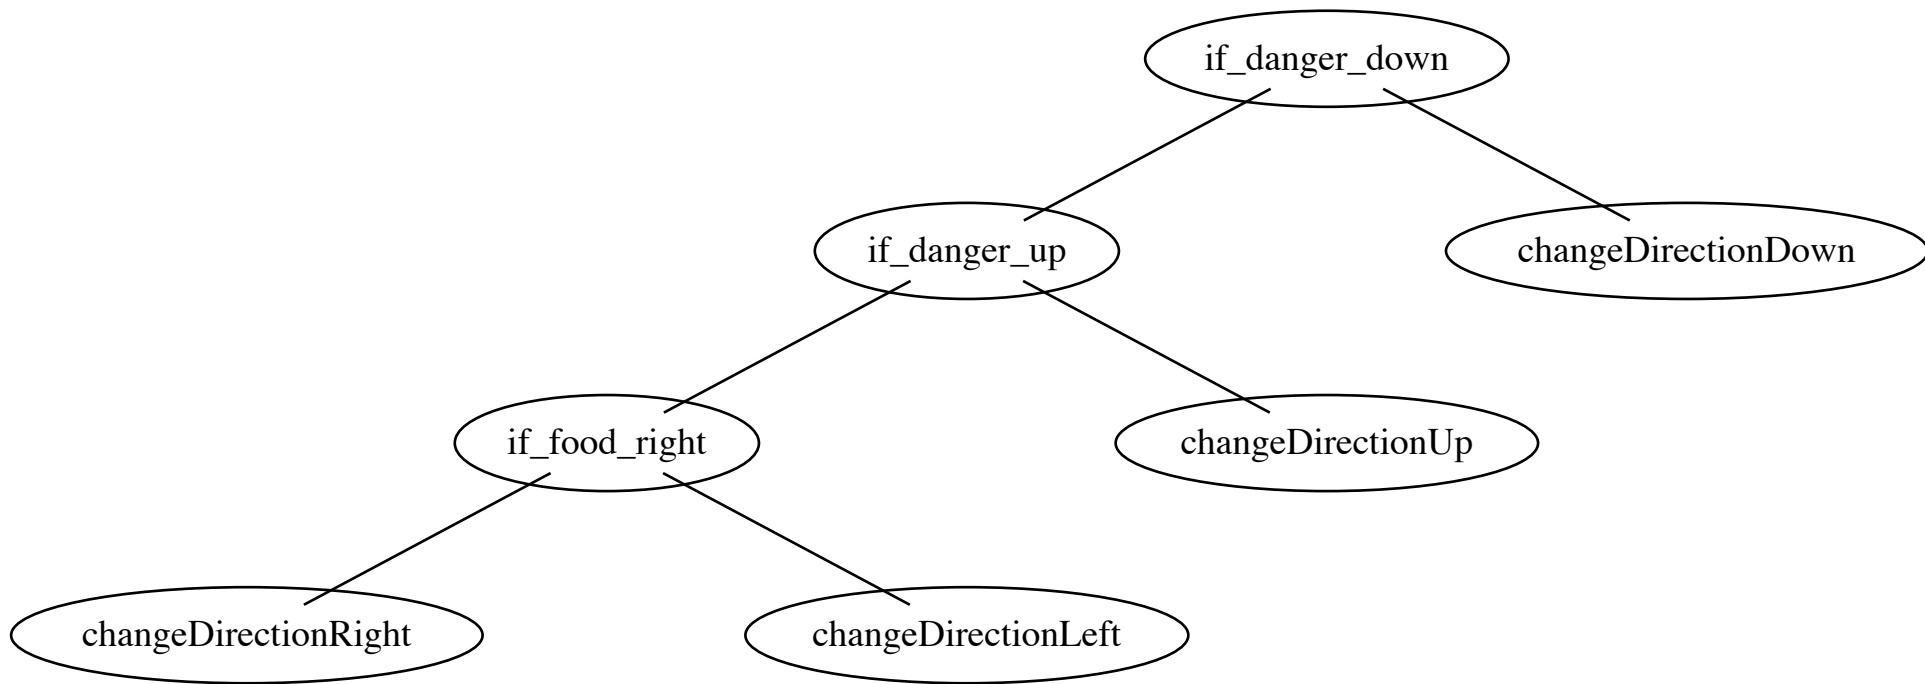 if_danger_down
if_danger_up
changeDirectionDown
if_food_right
changeDirectionUp
changeDirectionRight
changeDirectionLeft